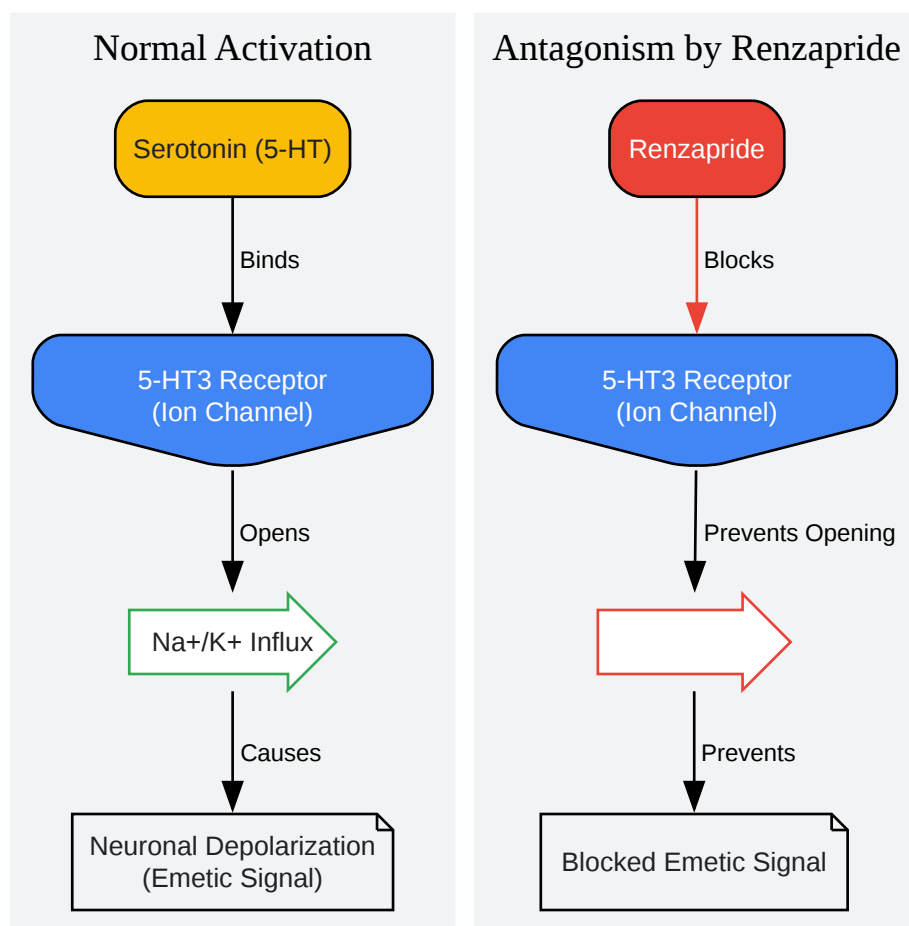 Normal Activation
Serotonin (5-HT)
Binds
5-HT3 Receptor
(Ion Channel)
Opens
Na+/K+ Influx
Causes
Neuronal Depolarization
(Emetic Signal)
Antagonism by Renzapride
Renzapride
Blocks
5-HT3 Receptor
(Ion Channel)
Prevents Opening
Prevents
Blocked Emetic Signal